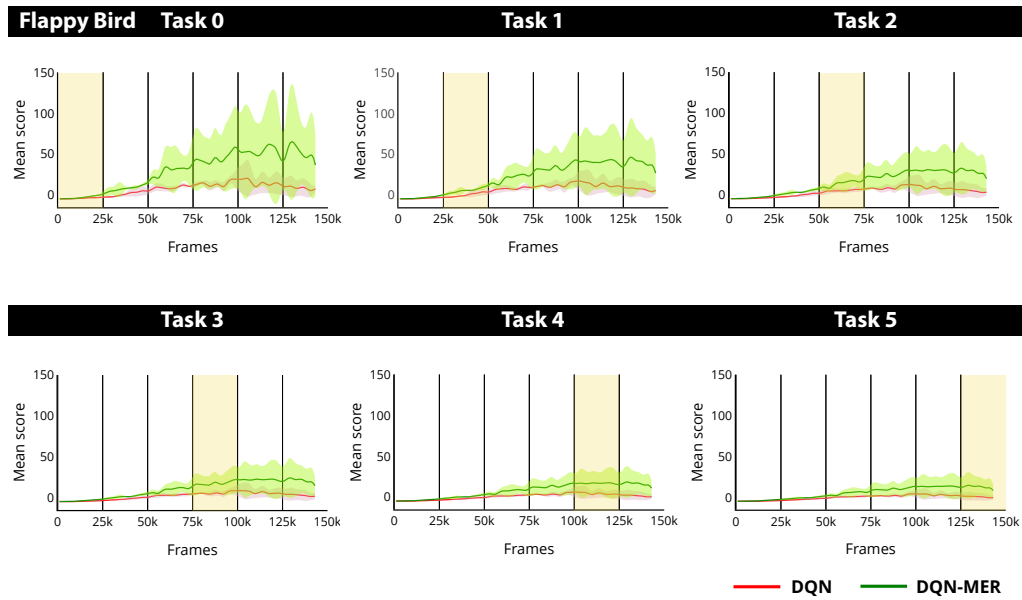 Flappy Bird Task 0 Task 1 Task 2
150 150 150
100 100 100
50 50 50
0 0 0
Mean score Mean score Mean score
0 25k 50k 75k 100k 125k 150k 0 25k 50k 75k 100k 125k 150k 0 25k 50k 75k 100k 125k 150k
Frames Frames Frames
Task 3 Task 4 Task 5
150 150 150
100 100 100
50 50 50
0 0 0
Mean score Mean score Mean score
0 25k 50k 75k 100k 125k 150k 0 25k 50k 75k 100k 125k 150k 0 25k 50k 75k 100k 125k 150k
Frames Frames Frames
DQN DQN-MER